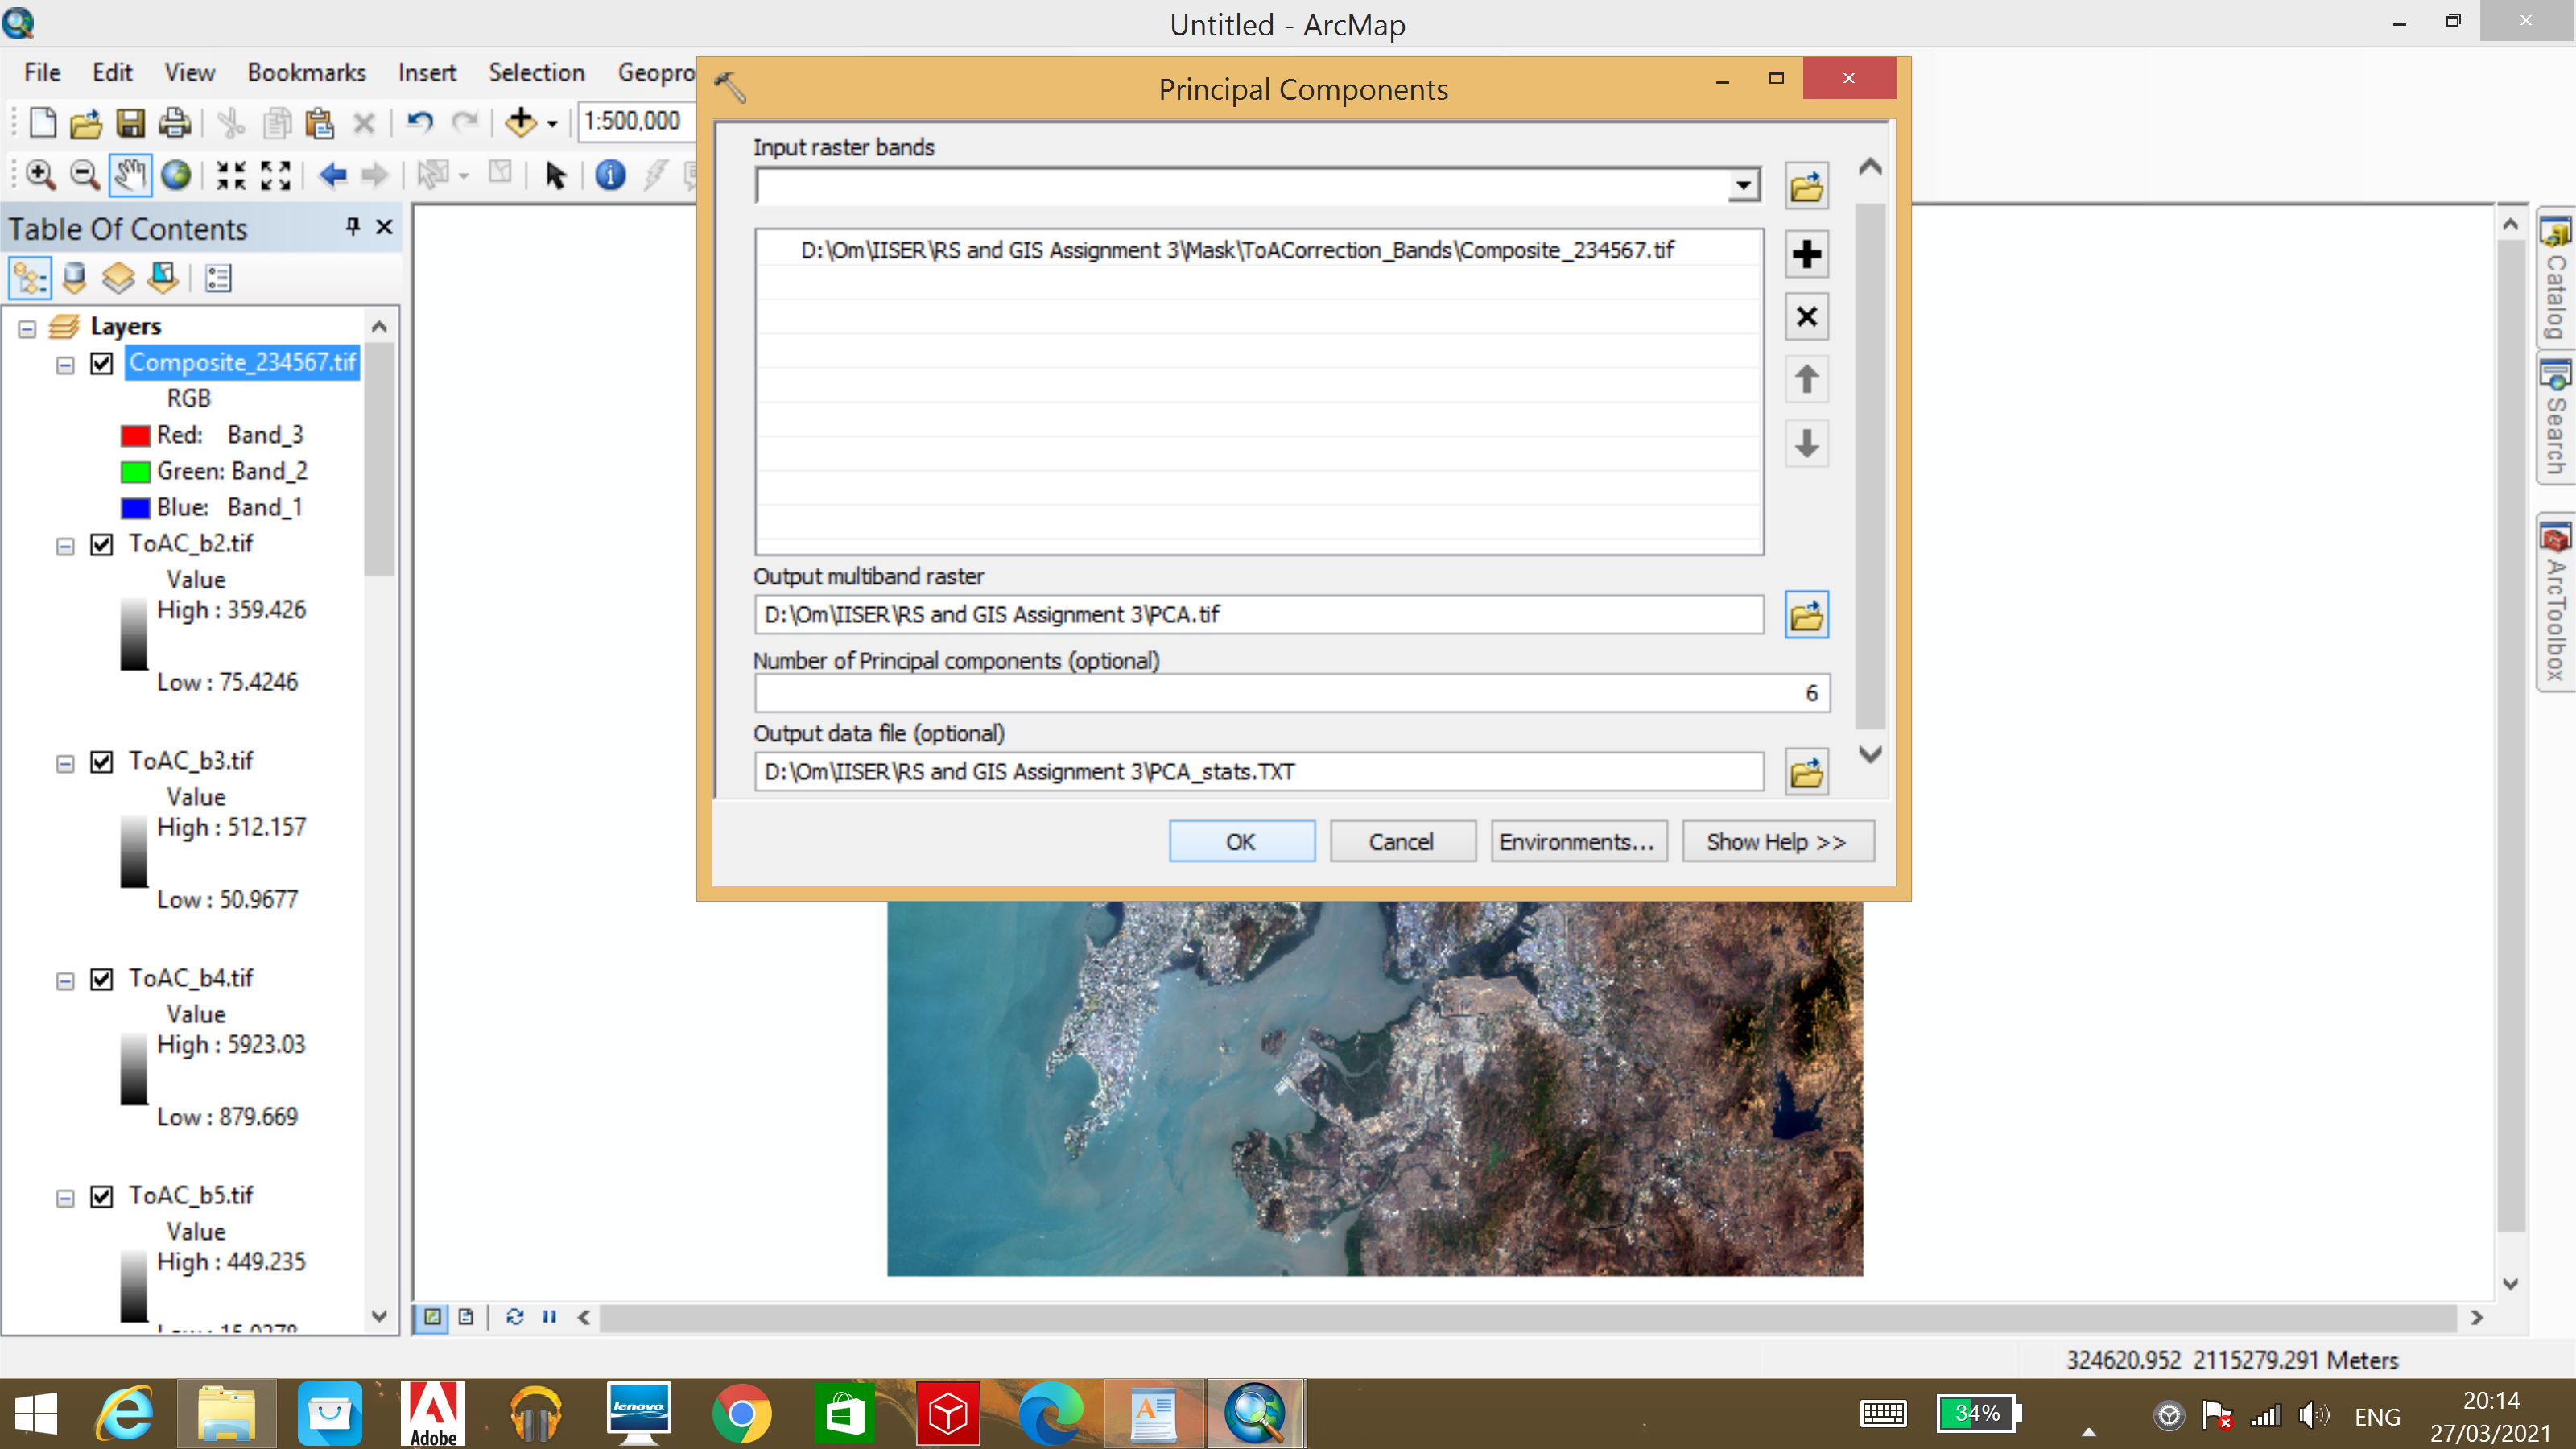 Untitled - ArcMap
File Edit View Bookmarks Insert Selection Geopro
1:500,000
Principal Components
Input raster bands
D:\Om\IISER\RS and GIS Assignment 3\Mask\ToACorrection_Bands\Composite_234567.tif
Output multiband raster
D:\Om\IISER\RS and GIS Assignment 3\PCA.tif
Number of Principal components (optional)
6
Output data file (optional)
D:\Om\IISER\RS and GIS Assignment 3\PCA_stats.TXT
OK Cancel Environments... Show Help >>
Table Of Contents
Layers
Composite_234567.tif
RGB
Red: Band_3
Green: Band_2
Blue: Band_1
ToAC_b2.tif
Value
High : 359.426
Low : 75.4246
ToAC_b3.tif
Value
High : 512.157
Low : 50.9677
ToAC_b4.tif
Value
High : 5923.03
Low : 879.669
ToAC_b5.tif
Value
High : 449.235
Catalog
Search
ArcToolbox
324620.952 2115279.291 Meters
Adobe
lenovo
34%
ENG
20:14
27/03/2021